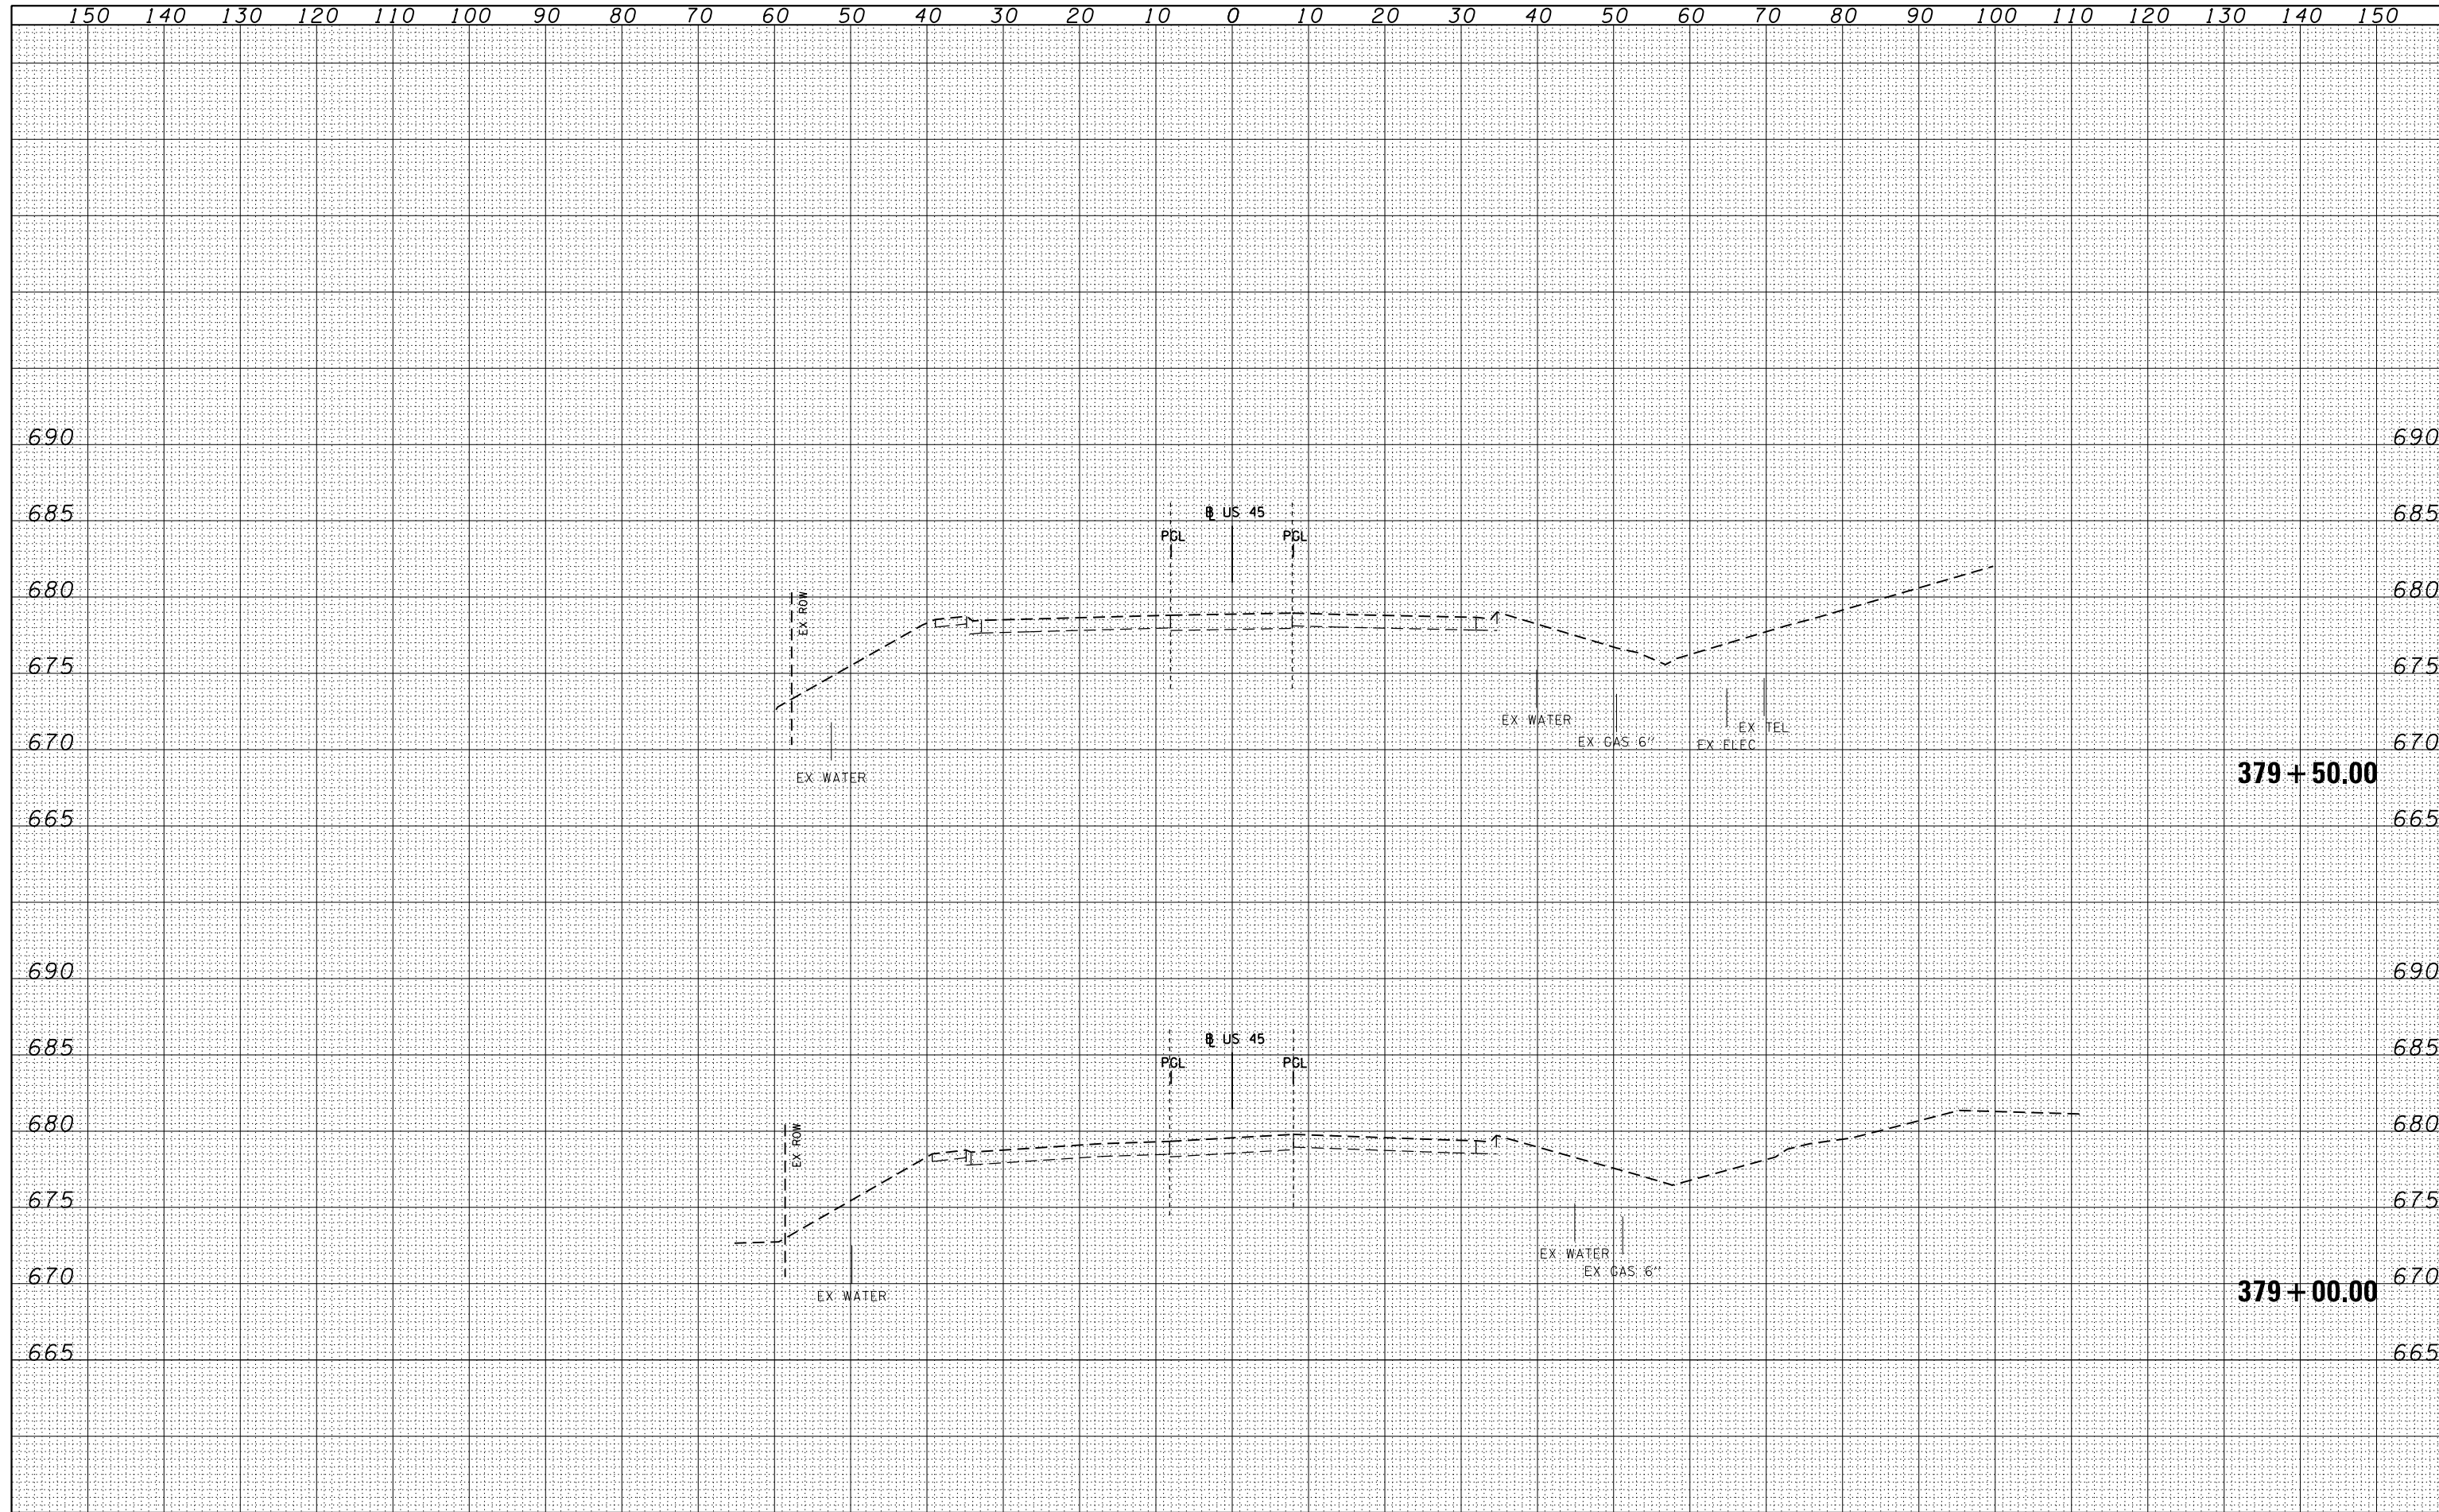 150 140 130 120 110 100 90 80 70 60 50 40 30 20 10 0 10 20 30 40 50 60 70 80 90 100 110 120 130 140 150
690 690
685 ℄ US 45 685
PGL PGL
680 EX ROW 680
675 675
EX WATER
EX TEL
EX GAS 6'' EX ELEC
670 670
EX WATER
379+50.00
665 665
690 690
685 BL US 45 685
PGL PGL
680 EX ROW 680
675 675
EX WATER
EX GAS 6''
670 670
EX WATER
379+00.00
665 665